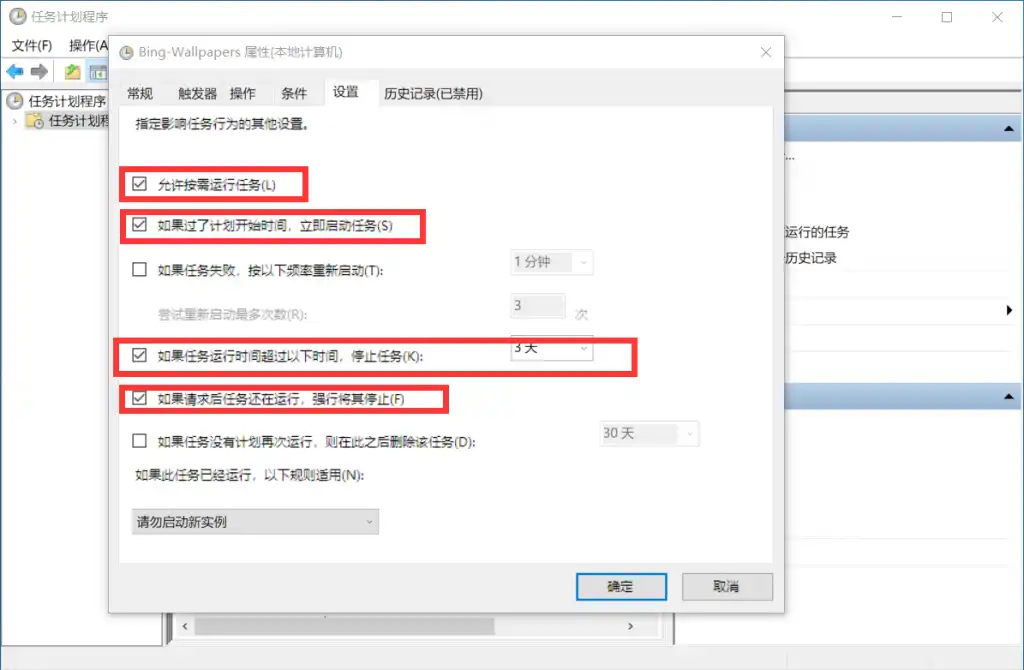 任务计划程序
文件(F) 操作(A
Bing-Wallpapers 属性(本地计算机)
任务计划程序
任务计划程
常规 触发器 操作 条件 设置 历史记录(已禁用)
指定影响任务行为的其他设置。
允许按需运行任务(L)
如果过了计划开始时间，立即启动任务(S)
如果任务失败，按以下频率重新启动(T): 1 分钟
尝试重新启动最多次数(R): 3 次
如果任务运行时间超过以下时间，停止任务(K): 3 天
如果请求后任务还在运行，强行将其停止(F)
如果任务没有计划再次运行，则在此之后删除该任务(D): 30 天
如果此任务已经运行，以下规则适用(N):
请勿启动新实例
确定 取消
...
运行的任务
历史记录